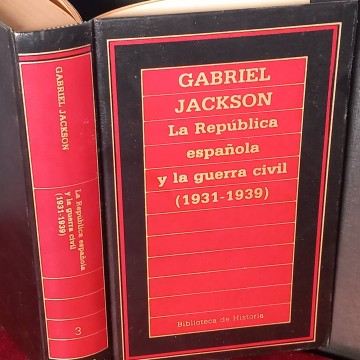 GABRIEL JACKSON
La República española
y la guerra civil
(1931-1939)
3
GABRIEL
JACKSON
La República
española
y la guerra civil
(1931-1939)
Biblioteca de Historia